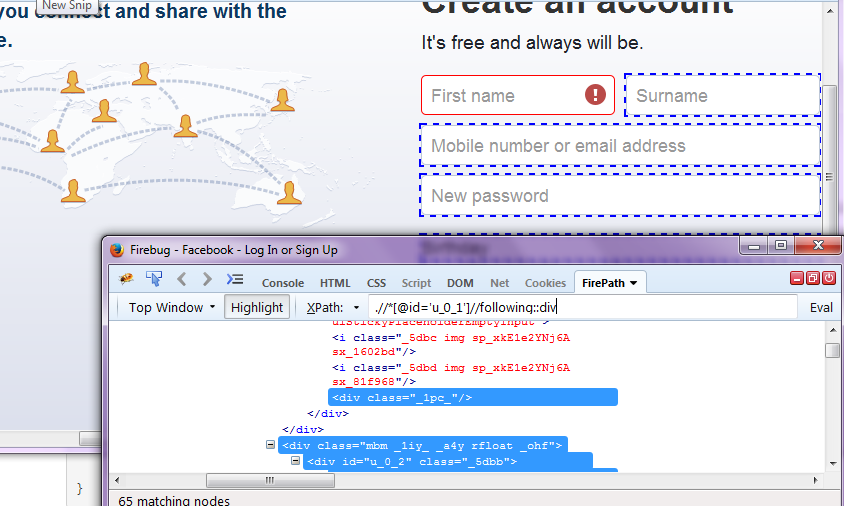 New Snip
you connect and share with the
e.
Create an account
It's free and always will be.
First name
Surname
Mobile number or email address
New password
Birthday
Firebug - Facebook - Log In or Sign Up
Console HTML CSS Script DOM Net Cookies FirePath
Top Window Highlight XPath: .//*[@id='u_0_1']//following::div Eval
uiStickyPlaceholderEmptyInput">
<i class="_5dbc img sp_xkE1e2YNj6A
sx_1602bd"/>
<i class="_5dbd img sp_xkE1e2YNj6A
sx_81f968"/>
<div class="_1pc_"/>
</div>
</div>
<div class="mbm _1iy_ _a4y rfloat _ohf">
<div id="u_0_2" class="_5dbb">
}
65 matching nodes